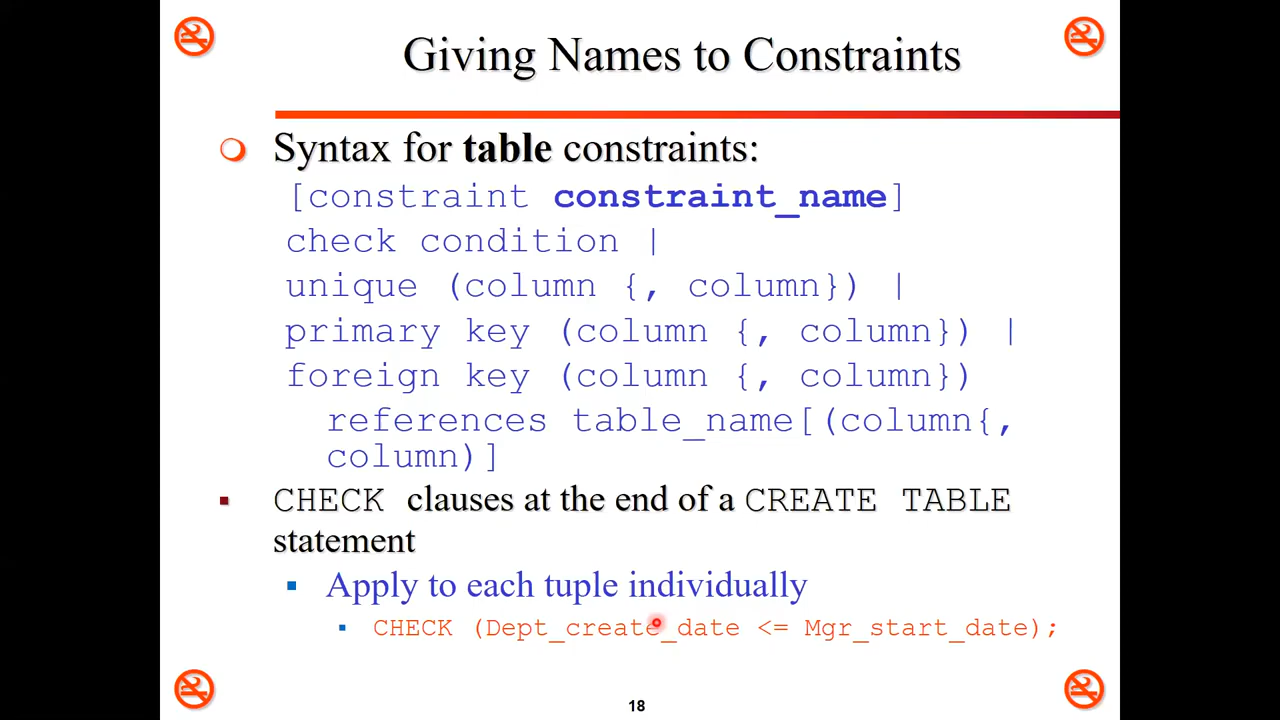 Giving Names to Constraints
Syntax for table constraints:
[constraint constraint_name]
check condition |
unique (column {, column}) |
primary key (column {, column}) |
foreign key (column {, column})
references table_name[(column{,
column)]
CHECK clauses at the end of a CREATE TABLE
statement
Apply to each tuple individually
CHECK (Dept_create_date <= Mgr_start_date);
18